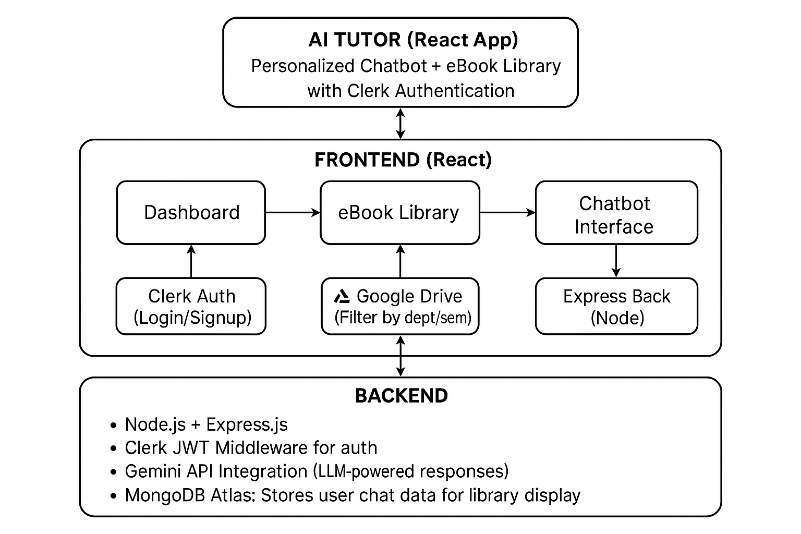 AI TUTOR (React App)
Personalized Chatbot + eBook Library
with Clerk Authentication
FRONTEND (React)
Dashboard
eBook Library
Chatbot
Interface
Clerk Auth
(Login/Signup)
Google Drive
(Filter by dept/sem)
Express Back
(Node)
BACKEND
• Node.js + Express.js
• Clerk JWT Middleware for auth
• Gemini API Integration (LLM-powered responses)
• MongoDB Atlas: Stores user chat data for library display